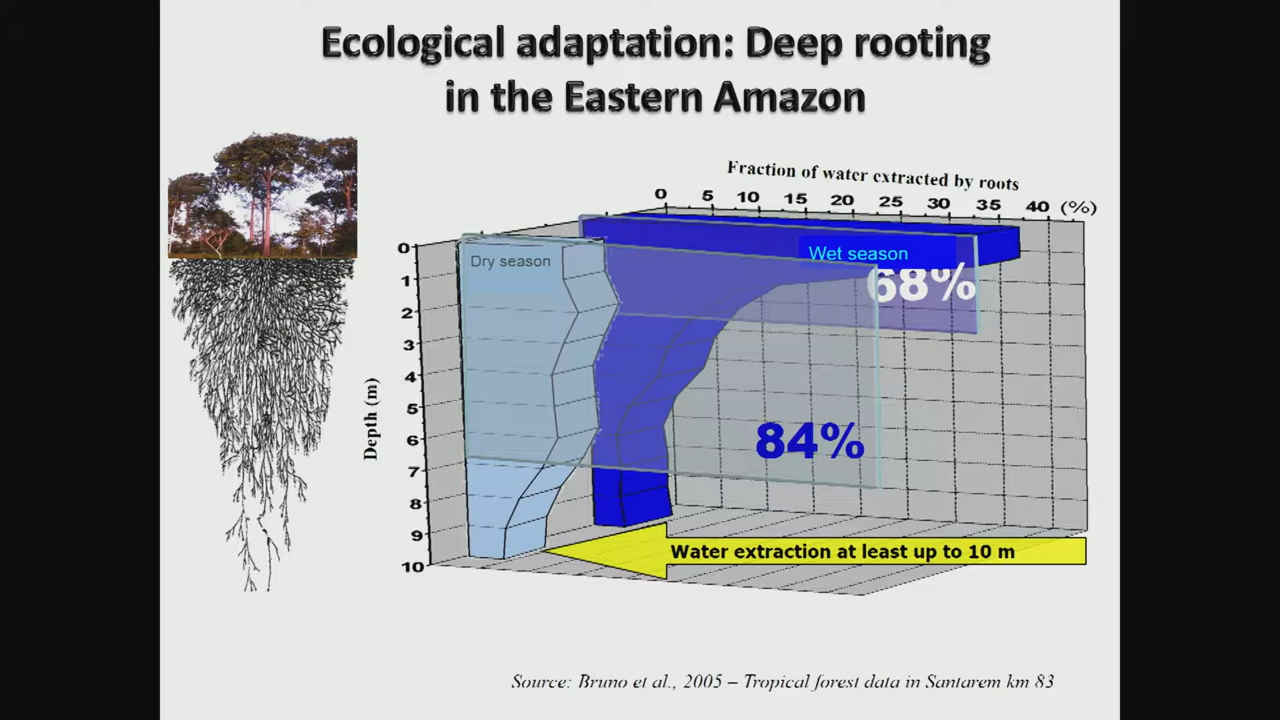 Ecological adaptation: Deep rooting
in the Eastern Amazon
Fraction of water extracted by roots
0 5 10 15 20 25 30 35 40 (%)
Dry season
Wet season
68%
84%
Depth (m)
0
1
2
3
4
5
6
7
8
9
10
Water extraction at least up to 10 m
Source: Bruno et al., 2005 – Tropical forest data in Santarem km 83